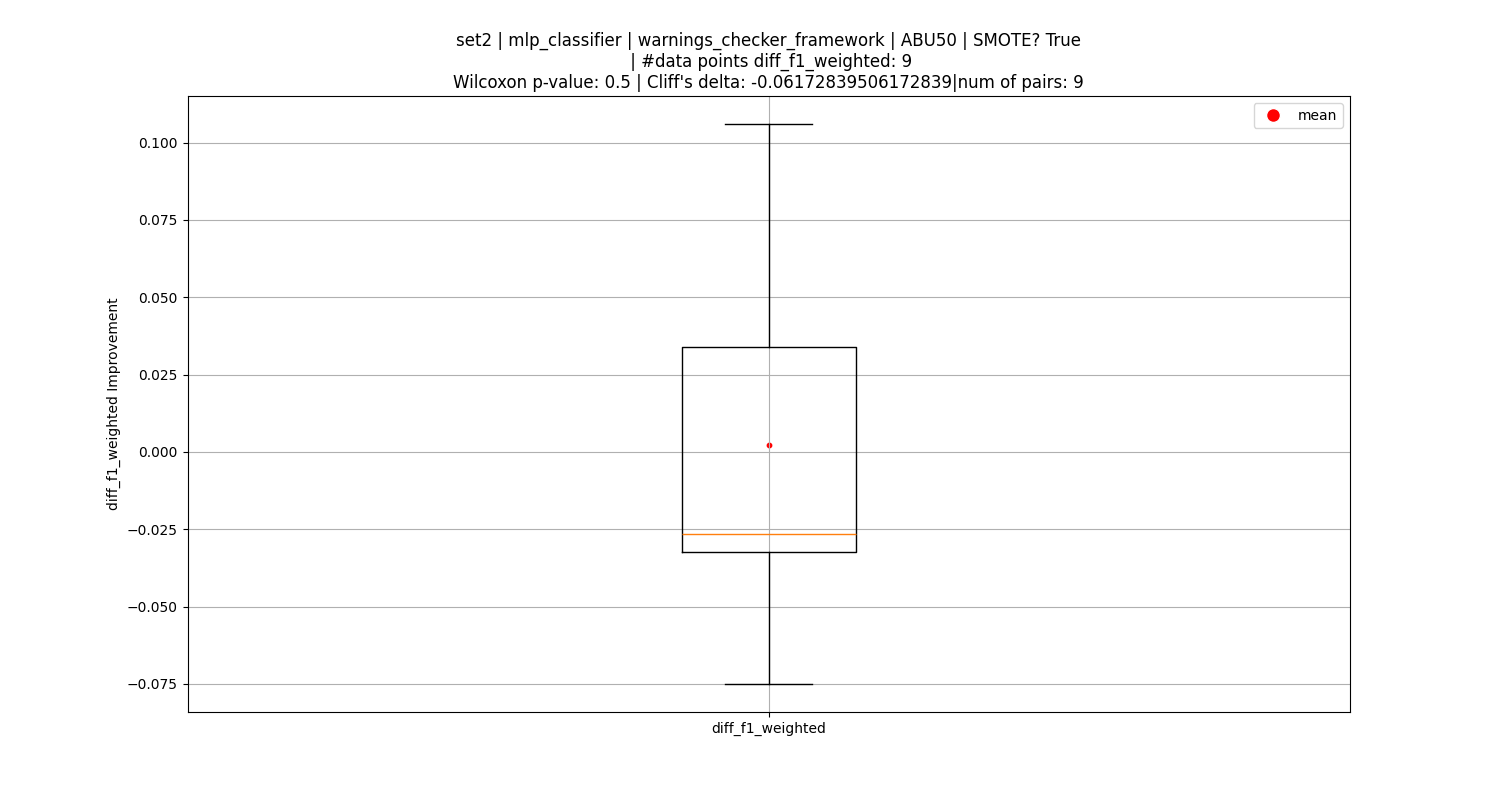 set2 | mlp_classifier | warnings_checker_framework | ABU50 | SMOTE? True
| #data points diff_f1_weighted: 9
Wilcoxon p-value: 0.5 | Cliff's delta: -0.06172839506172839|num of pairs: 9
mean
0.100
0.075
0.050
0.025
0.000
−0.025
−0.050
−0.075
diff_f1_weighted Improvement
diff_f1_weighted